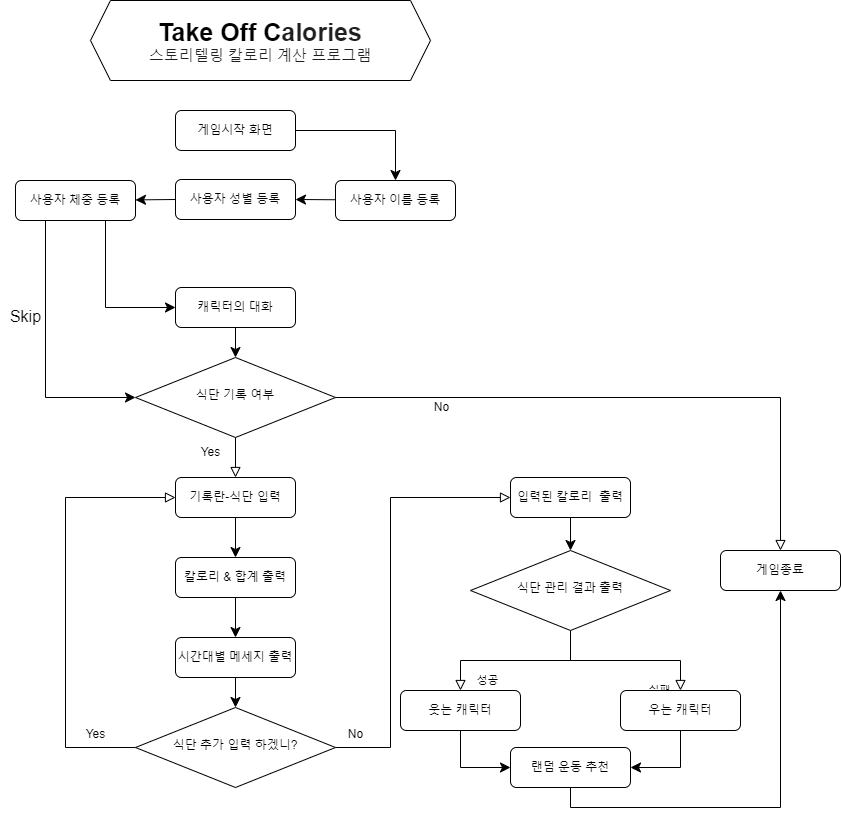 Take Off Calories
스토리텔링 칼로리 계산 프로그램
게임시작 화면
사용자 체중 등록
사용자 성별 등록
사용자 이름 등록
Skip
캐릭터의 대화
식단 기록 여부
No
Yes
기록란-식단 입력
입력된 칼로리 출력
칼로리 & 합계 출력
식단 관리 결과 출력
게임종료
시간대별 메세지 출력
성공
웃는 캐릭터
우는 캐릭터
Yes
식단 추가 입력 하겠니?
No
랜덤 운동 추천